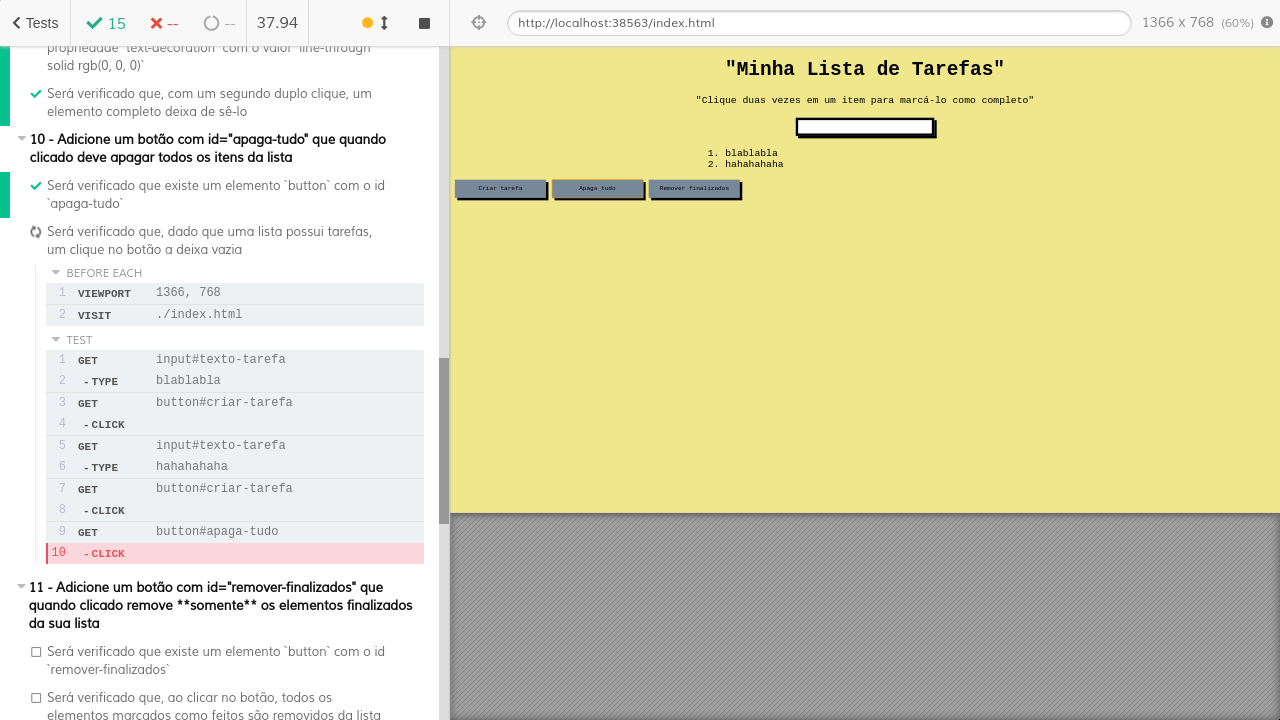 Tests 15 -- -- 37.94
http://localhost:38563/index.html 1366 x 768 (60%)
propriedade `text-decoration` com o valor `line-through
solid rgb(0, 0, 0)`
Será verificado que, com um segundo duplo clique, um
elemento completo deixa de sê-lo
10 - Adicione um botão com id="apaga-tudo" que quando
clicado deve apagar todos os itens da lista
Será verificado que existe um elemento `button` com o id
`apaga-tudo`
Será verificado que, dado que uma lista possui tarefas,
um clique no botão a deixa vazia
BEFORE EACH
1 VIEWPORT 1366, 768
2 VISIT ./index.html
TEST
1 GET input#texto-tarefa
2 -TYPE blablabla
3 GET button#criar-tarefa
4 -CLICK
5 GET input#texto-tarefa
6 -TYPE hahahahaha
7 GET button#criar-tarefa
8 -CLICK
9 GET button#apaga-tudo
10 -CLICK
11 - Adicione um botão com id="remover-finalizados" que
quando clicado remove **somente** os elementos finalizados
da sua lista
Será verificado que existe um elemento `button` com o id
`remover-finalizados`
Será verificado que, ao clicar no botão, todos os
elementos marcados como feitos são removidos da lista
"Minha Lista de Tarefas"
"Clique duas vezes em um item para marcá-lo como completo"
1. blablabla
2. hahahahaha
Criar tarefa Apaga tudo Remover finalizados